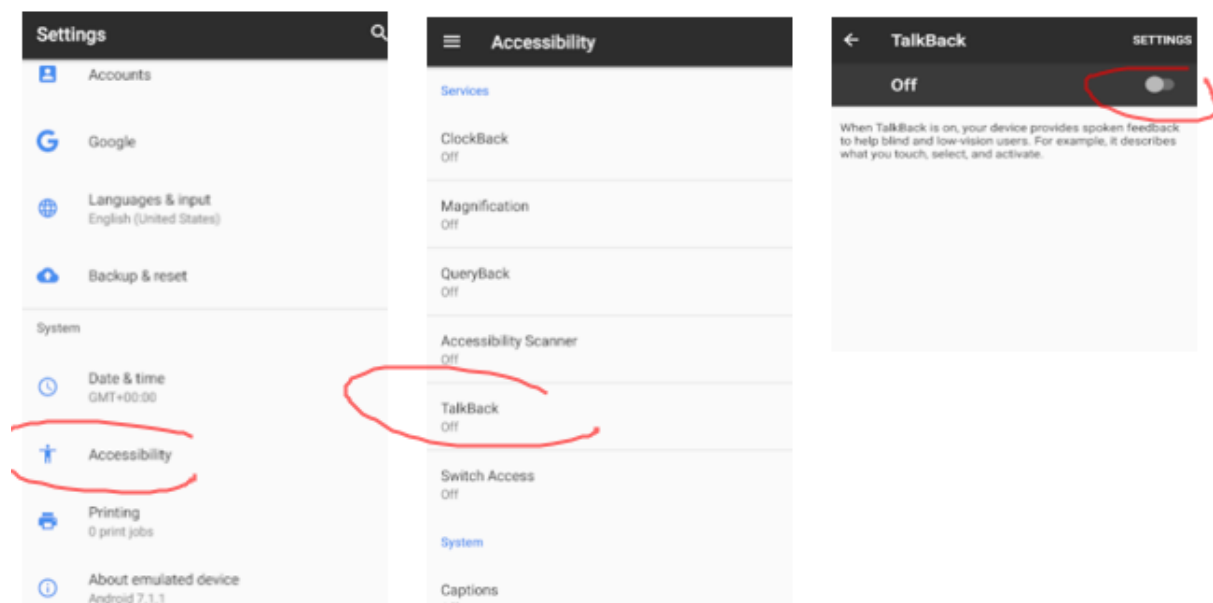 Settings
Accounts
Google
Languages & input
English (United States)
Backup & reset
System
Date & time
GMT+00:00
Accessibility
Printing
0 print jobs
About emulated device
Android 7.1.1
Accessibility
Services
ClockBack
Off
Magnification
Off
QueryBack
Off
Accessibility Scanner
Off
TalkBack
Off
Switch Access
Off
System
Captions
TalkBack
SETTINGS
Off
When TalkBack is on, your device provides spoken feedback
to help blind and low-vision users. For example, it describes
what you touch, select, and activate.